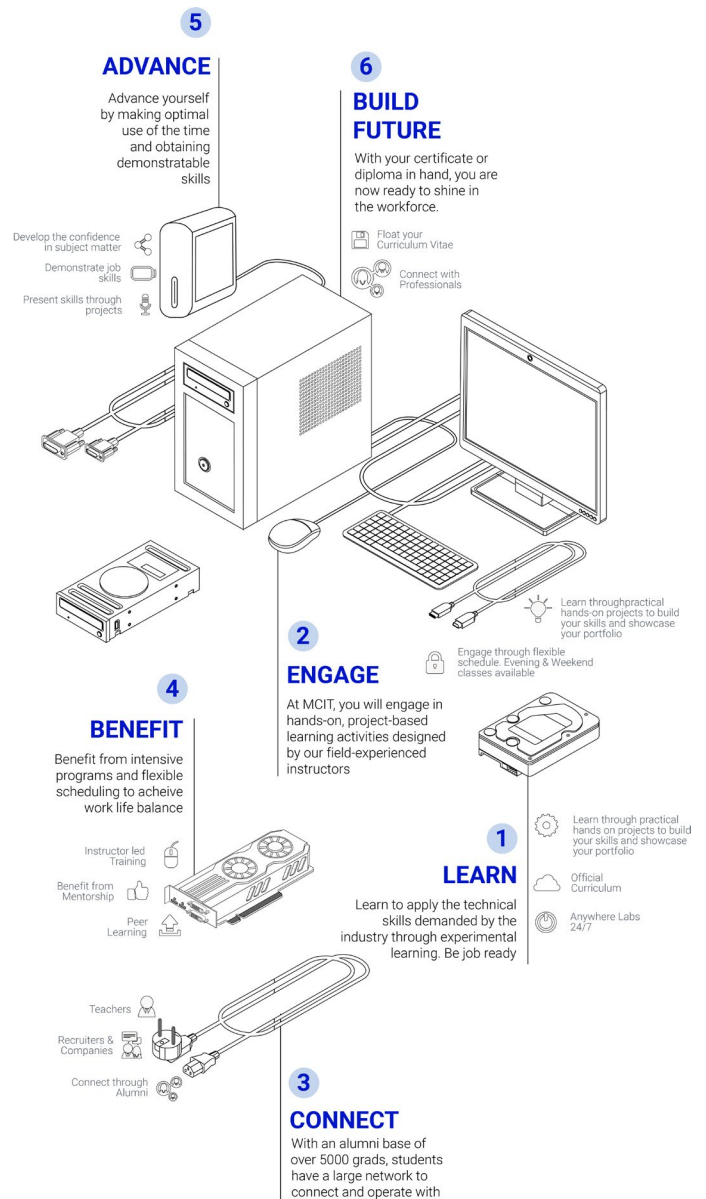 5
ADVANCE
Advance yourself
by making optimal
use of the time
and obtaining
demonstratable
skills
Develop the confidence
in subject matter
Demonstrate job
skills
Present skills through
projects
6
BUILD
FUTURE
With your certificate or
diploma in hand, you are
now ready to shine in
the workforce.
Float your
Curriculum Vitae
Connect with
Professionals
Learn throughpractical
hands-on projects to build
your skills and showcase
your portfolio
Engage through flexible
schedule. Evening & Weekend
classes available
2
ENGAGE
At MCIT, you will engage in
hands-on, project-based
learning activities designed
by our field-experienced
instructors
4
BENEFIT
Benefit from intensive
programs and flexible
scheduling to acheive
work life balance
Instructor led
Training
Benefit from
Mentorship
Peer
Learning
1
LEARN
Learn to apply the technical
skills demanded by the
industry through experimental
learning. Be job ready
Learn through practical
hands on projects to build
your skills and showcase
your portfolio
Official
Curriculum
Anywhere Labs
24/7
Teachers
Recruiters &
Companies
Connect through
Alumni
3
CONNECT
With an alumni base of
over 5000 grads, students
have a large network to
connect and operate with